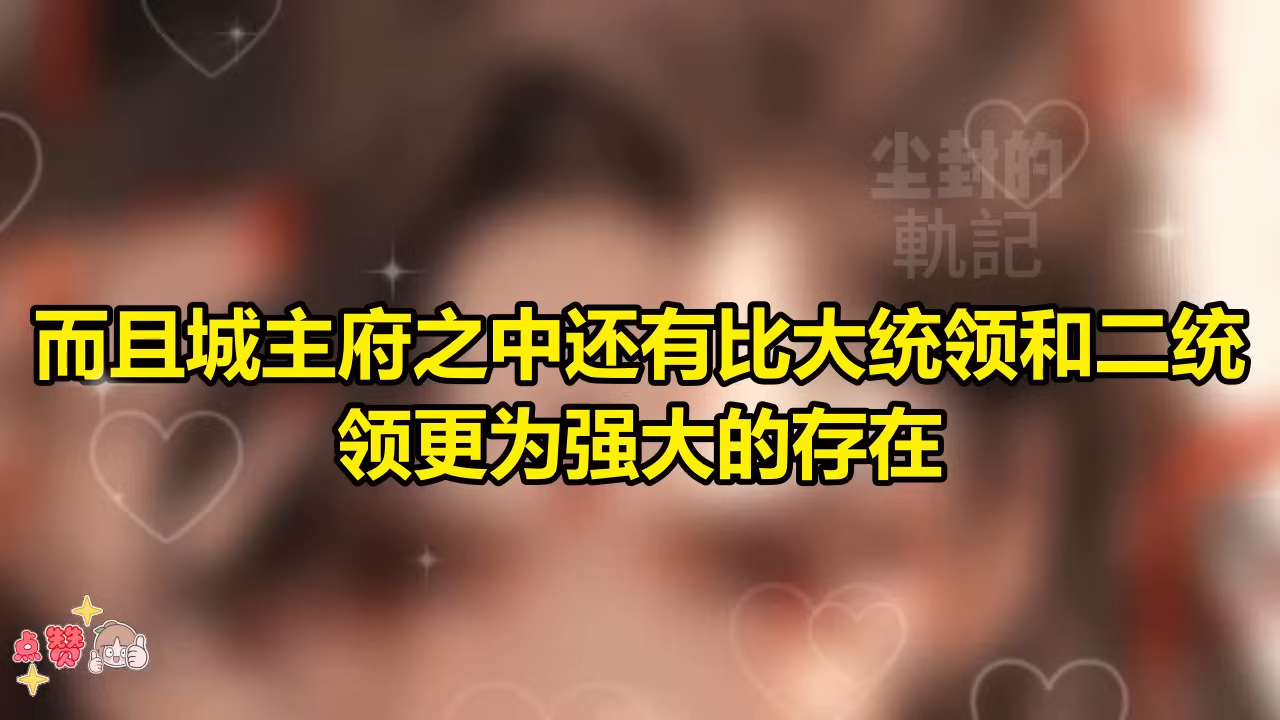 尘封的
軌記
而且城主府之中还有比大统领和二统
领更为强大的存在
点赞